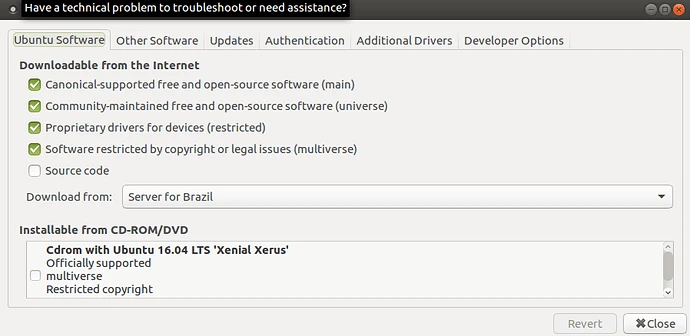 Have a technical problem to troubleshoot or need assistance?
Ubuntu Software Other Software Updates Authentication Additional Drivers Developer Options
Downloadable from the Internet
Canonical-supported free and open-source software (main)
Community-maintained free and open-source software (universe)
Proprietary drivers for devices (restricted)
Software restricted by copyright or legal issues (multiverse)
Source code
Download from: Server for Brazil
Installable from CD-ROM/DVD
Cdrom with Ubuntu 16.04 LTS 'Xenial Xerus'
Officially supported
multiverse
Restricted copyright
Revert Close